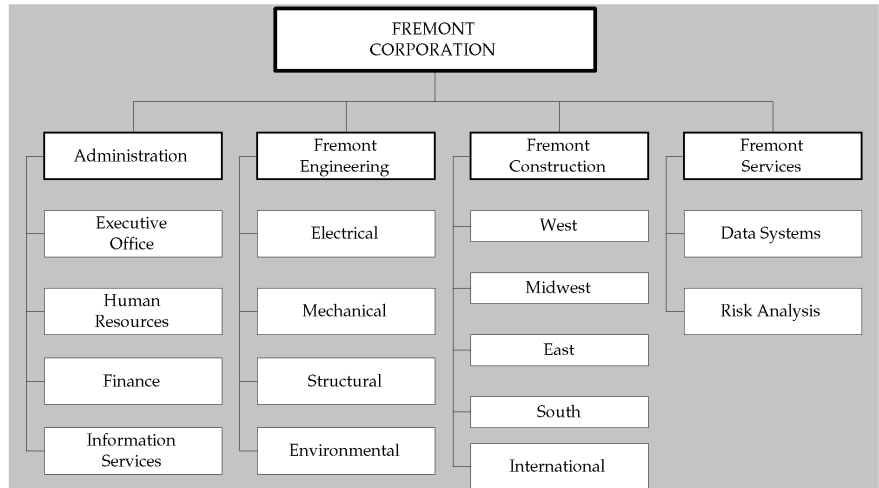 FREMONT
CORPORATION
Administration
Executive
Office
Human
Resources
Finance
Information
Services
Fremont
Engineering
Electrical
Mechanical
Structural
Environmental
Fremont
Construction
West
Midwest
East
South
International
Fremont
Services
Data Systems
Risk Analysis